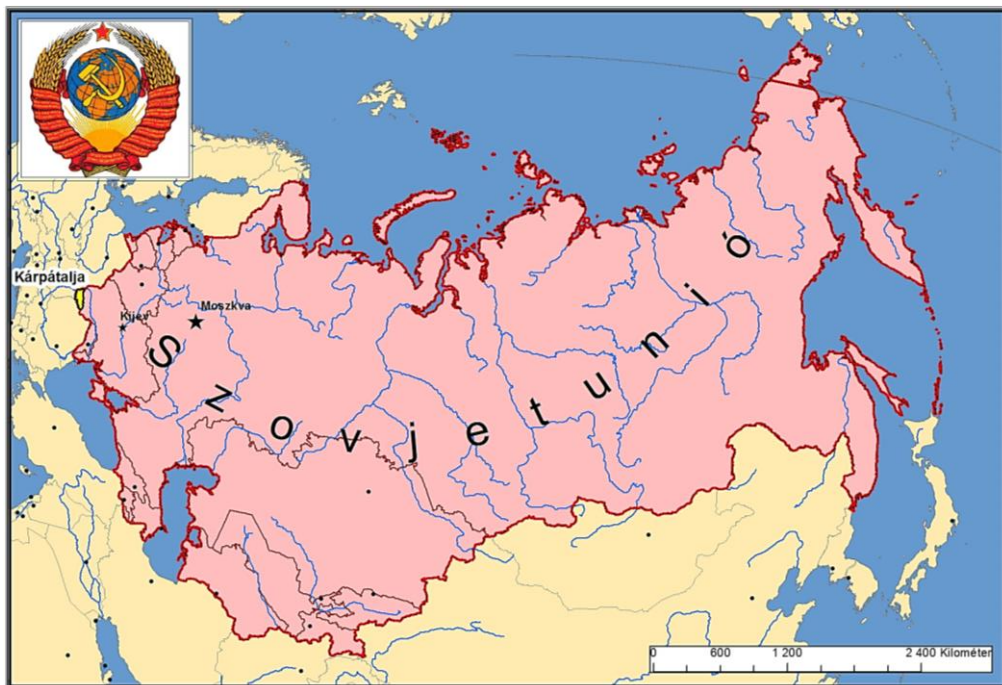 Kárpátalja
Kijev
Moszkva
Szovjetunió
0 600 1 200 2 400 Kilométer